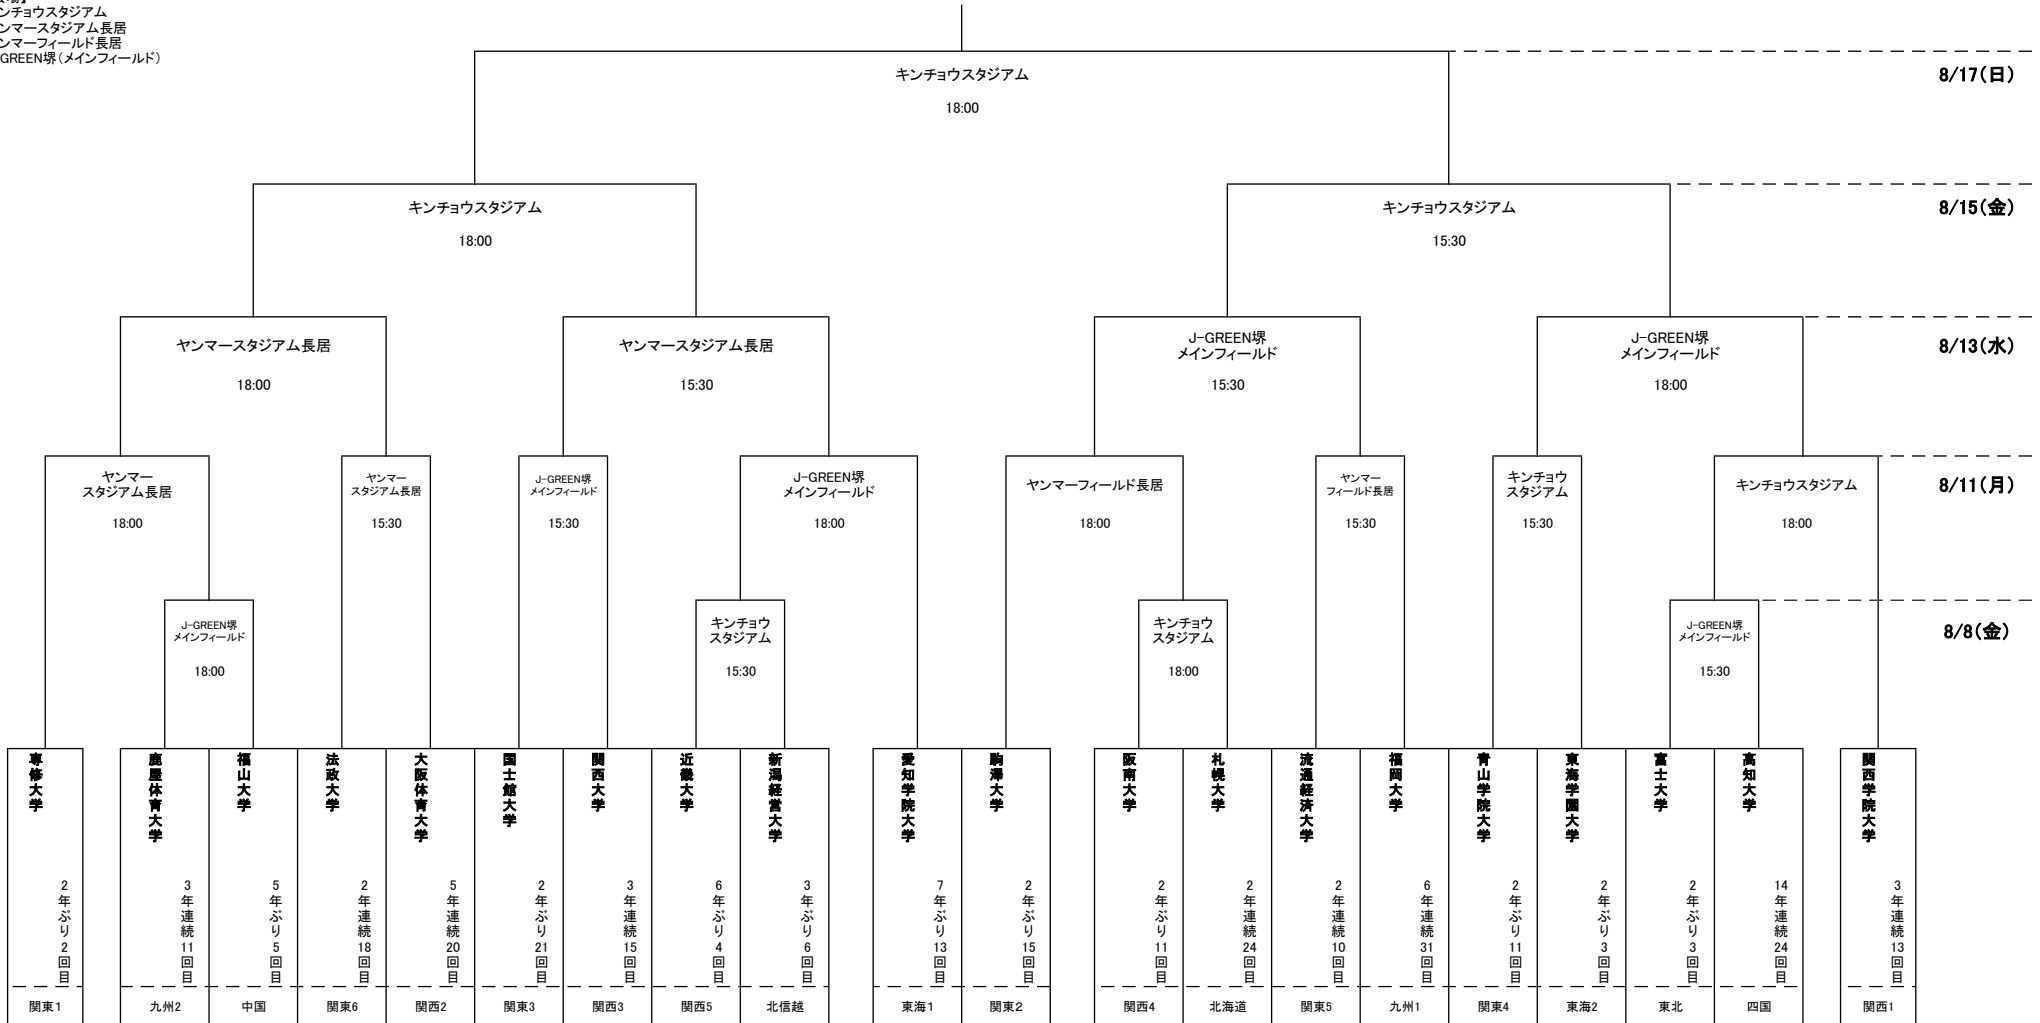 ンチョウスタジアム
ンマースタジアム長居
ンマーフィールド長居
GREEN堺（メインフィールド）
キンチョウスタジアム
18:00
8/17（日）
キンチョウスタジアム
18:00
キンチョウスタジアム
15:30
8/15（金）
ヤンマースタジアム長居
18:00
ヤンマースタジアム長居
15:30
J-GREEN堺
メインフィールド
15:30
J-GREEN堺
メインフィールド
18:00
8/13（水）
ヤンマー
スタジアム長居
18:00
ヤンマー
スタジアム長居
15:30
J-GREEN堺
メインフィールド
15:30
J-GREEN堺
メインフィールド
18:00
ヤンマーフィールド長居
18:00
ヤンマー
フィールド長居
15:30
キンチョウ
スタジアム
15:30
キンチョウスタジアム
18:00
8/11（月）
J-GREEN堺
メインフィールド
18:00
キンチョウ
スタジアム
15:30
キンチョウ
スタジアム
18:00
J-GREEN堺
メインフィールド
15:30
8/8（金）
専修大学
2年ぶり2回目
関東1
鹿屋体育大学
3年連続11回目
九州2
福山大学
5年ぶり5回目
中国
法政大学
2年連続18回目
関東6
大阪体育大学
5年連続20回目
関西2
国士館大学
2年ぶり21回目
関東3
関西大学
3年連続15回目
関西3
近畿大学
6年ぶり4回目
関西5
新潟経営大学
3年ぶり6回目
北信越
愛知学院大学
7年ぶり13回目
東海1
駒澤大学
2年ぶり15回目
関東２
阪南大学
2年ぶり11回目
関西4
札幌大学
2年連続24回目
北海道
流通経済大学
2年連続10回目
関東5
福岡大学
6年連続31回目
九州1
青山学院大学
2年ぶり11回目
関東4
東海学園大学
2年ぶり3回目
東海2
富士大学
2年ぶり3回目
東北
高知大学
14年連続24回目
四国
関西学院大学
3年連続13回目
関西1